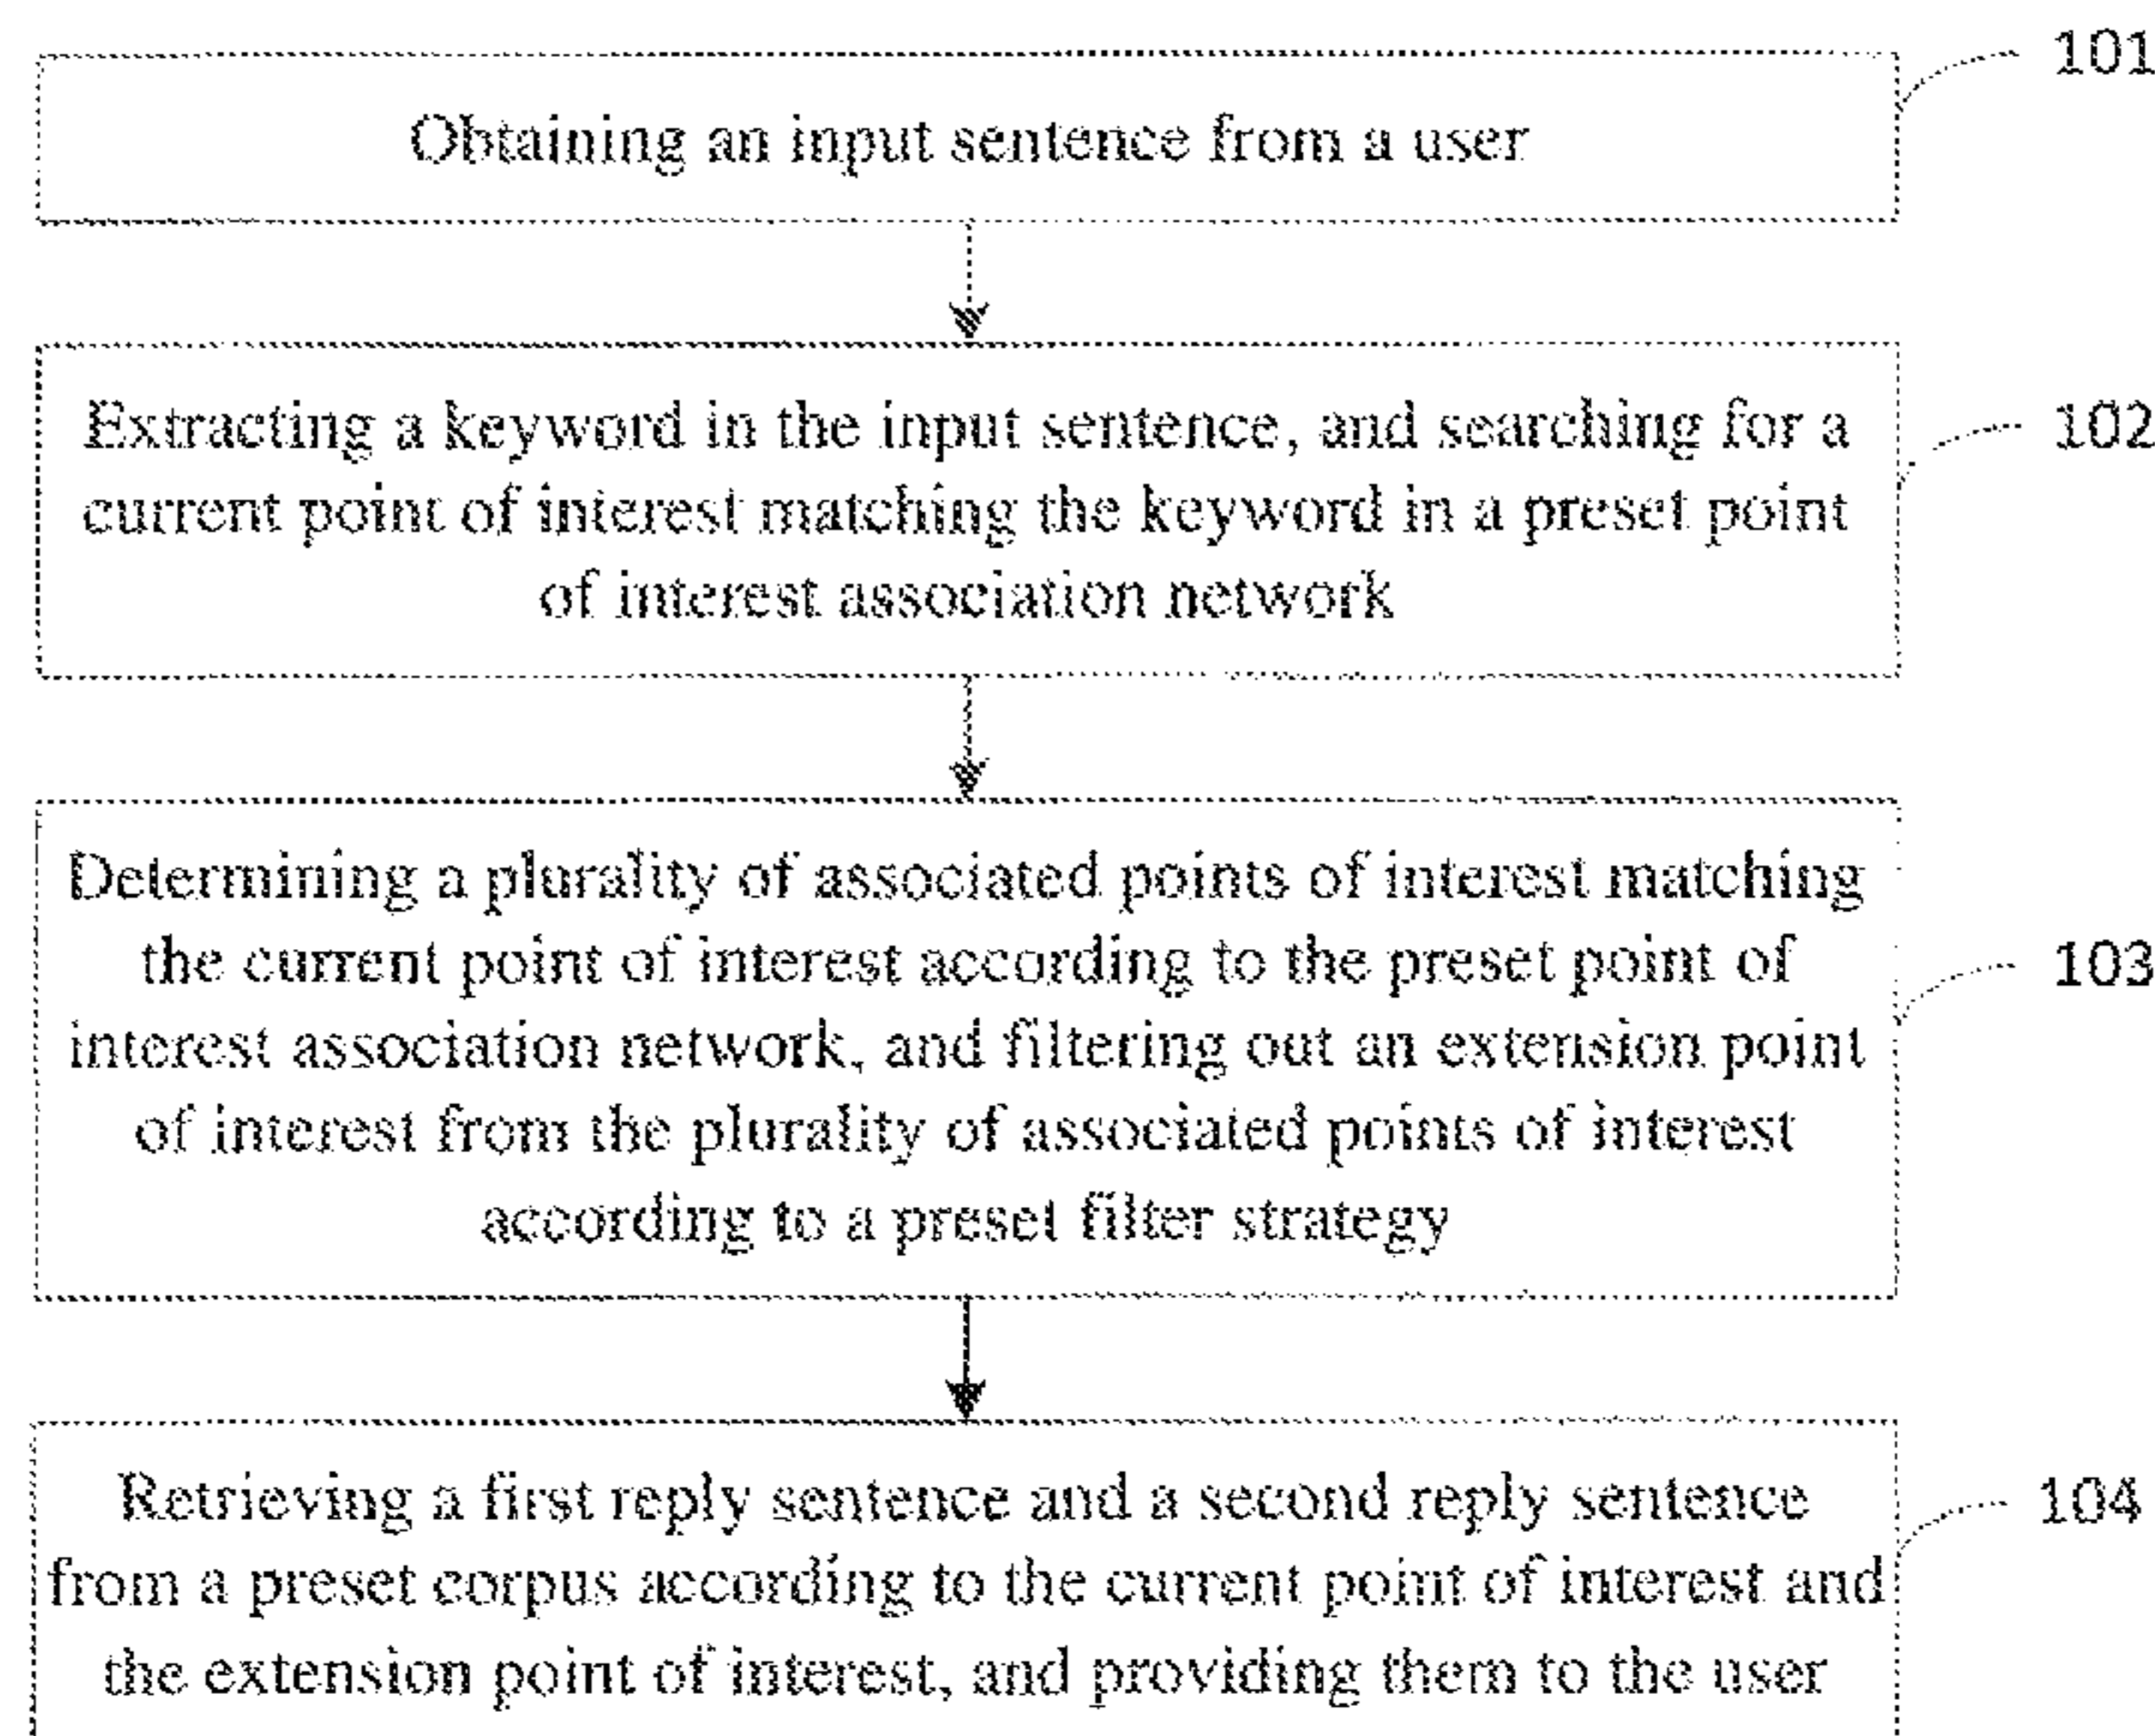 101
Obtaining an input sentence from a user
Extracting a keyword in the input sentence, and searching for a
102
current point of interest matching the keyword in a preset point
of interest association network
Determining a plurality of associated points of interest matching
the current point of interest according to the preset point of
103
interest association network, and filtering out an extension point
of interest from the plurality of associated points of interest
according to a preset filter strategy
Retrieving a first reply sentence and a second reply sentence
104
from a preset corpus according to the current point of interest and
the extension point of interest, and providing them to the user